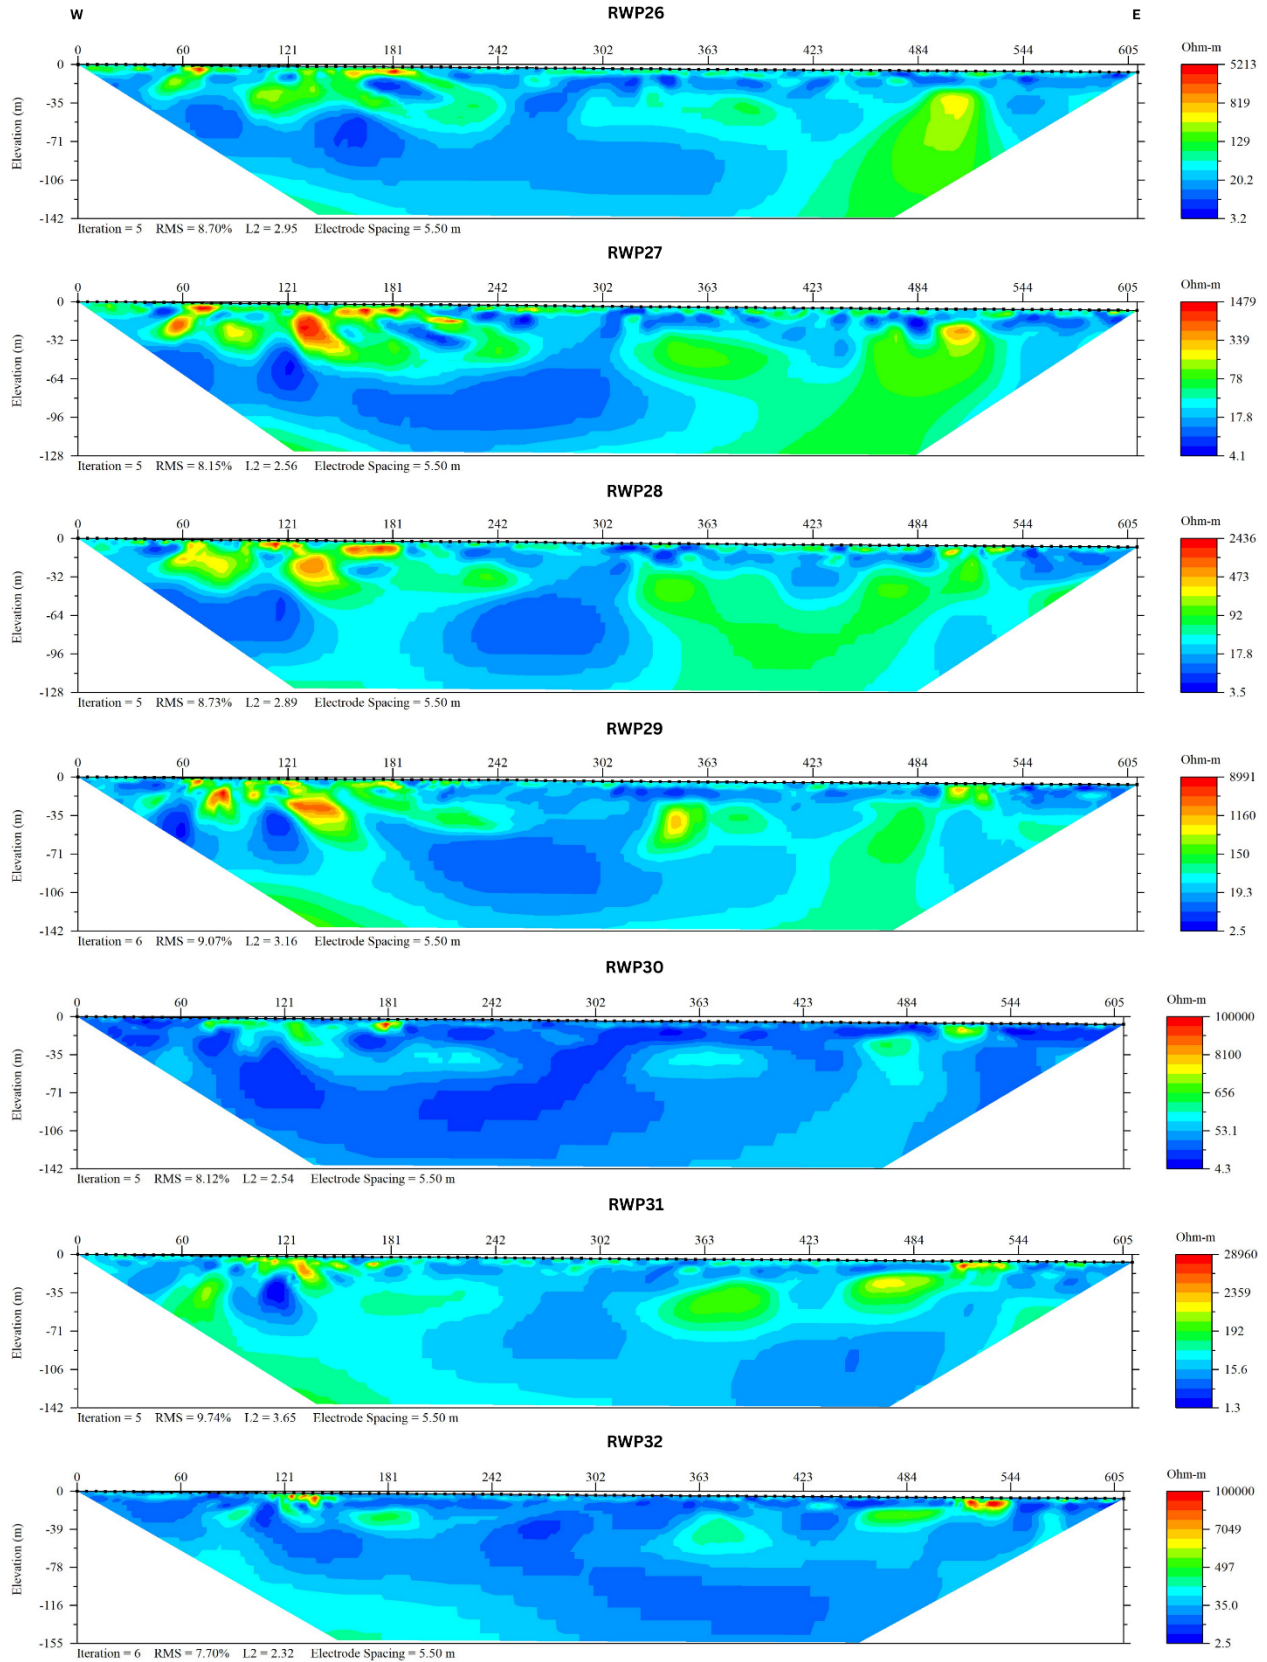 RWP26
W E
0 60 121 181 242 302 363 423 484 544 605
Elevation (m)
0
-35
-71
-106
-142
Ohm-m
5213
819
129
20.2
3.2
Iteration = 5 RMS = 8.70% L2 = 2.95 Electrode Spacing = 5.50 m
RWP27
0 60 121 181 242 302 363 423 484 544 605
Elevation (m)
0
-32
-64
-96
-128
Ohm-m
1479
339
78
17.8
4.1
Iteration = 5 RMS = 8.15% L2 = 2.56 Electrode Spacing = 5.50 m
RWP28
0 60 121 181 242 302 363 423 484 544 605
Elevation (m)
0
-32
-64
-96
-128
Ohm-m
2436
473
92
17.8
3.5
Iteration = 5 RMS = 8.73% L2 = 2.89 Electrode Spacing = 5.50 m
RWP29
0 60 121 181 242 302 363 423 484 544 605
Elevation (m)
0
-35
-71
-106
-142
Ohm-m
8991
1160
150
19.3
2.5
Iteration = 6 RMS = 9.07% L2 = 3.16 Electrode Spacing = 5.50 m
RWP30
0 60 121 181 242 302 363 423 484 544 605
Elevation (m)
0
-35
-71
-106
-142
Ohm-m
100000
8100
656
53.1
4.3
Iteration = 5 RMS = 8.12% L2 = 2.54 Electrode Spacing = 5.50 m
RWP31
0 60 121 181 242 302 363 423 484 544 605
Elevation (m)
0
-35
-71
-106
-142
Ohm-m
28960
2359
192
15.6
1.3
Iteration = 5 RMS = 9.74% L2 = 3.65 Electrode Spacing = 5.50 m
RWP32
0 60 121 181 242 302 363 423 484 544 605
Elevation (m)
0
-39
-78
-116
-155
Ohm-m
100000
7049
497
35.0
2.5
Iteration = 6 RMS = 7.70% L2 = 2.32 Electrode Spacing = 5.50 m